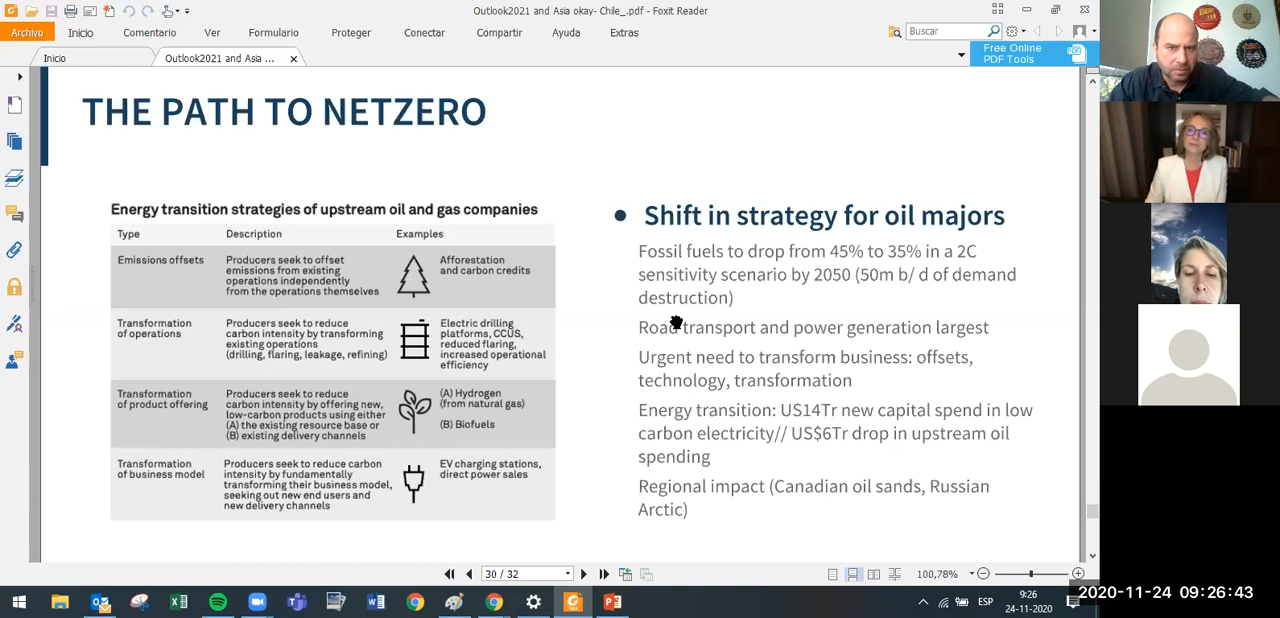 Outlook2021 and Asia okay- Chile_.pdf - Foxit Reader
Archivo Inicio Comentario Ver Formulario Proteger Conectar Compartir Ayuda Extras
Buscar
Inicio
Outlook2021 and Asia ...
Free Online
PDF Tools
THE PATH TO NETZERO
Energy transition strategies of upstream oil and gas companies
Type Description Examples
Emissions offsets
Producers seek to offset
emissions from existing
operations independently
from the operations themselves
Afforestation
and carbon credits
Transformation
of operations
Producers seek to reduce
carbon intensity by transforming
existing operations
(drilling, flaring, leakage, refining)
Electric drilling
platforms, CCUS,
reduced flaring,
increased operational
efficiency
Transformation
of product offering
Producers seek to reduce
carbon intensity by offering new,
low-carbon products using either
(A) the existing resource base or
(B) existing delivery channels
(A) Hydrogen
(from natural gas)
(B) Biofuels
Transformation
of business model
Producers seek to reduce carbon
intensity by fundamentally
transforming their business model,
seeking out new end users and
new delivery channels
EV charging stations,
direct power sales
Shift in strategy for oil majors
Fossil fuels to drop from 45% to 35% in a 2C
sensitivity scenario by 2050 (50m b/ d of demand
destruction)
Road transport and power generation largest
Urgent need to transform business: offsets,
technology, transformation
Energy transition: US14Tr new capital spend in low
carbon electricity// US$6Tr drop in upstream oil
spending
Regional impact (Canadian oil sands, Russian
Arctic)
30 / 32
100,78%
ESP
9:26
24-11-2020
2020-11-24 09:26:43